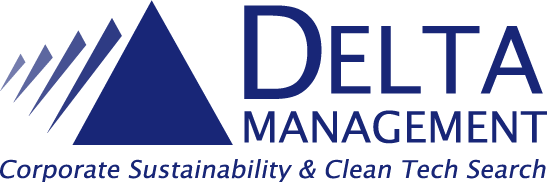 DELTA
MANAGEMENT
Corporate Sustainability & Clean Tech Search